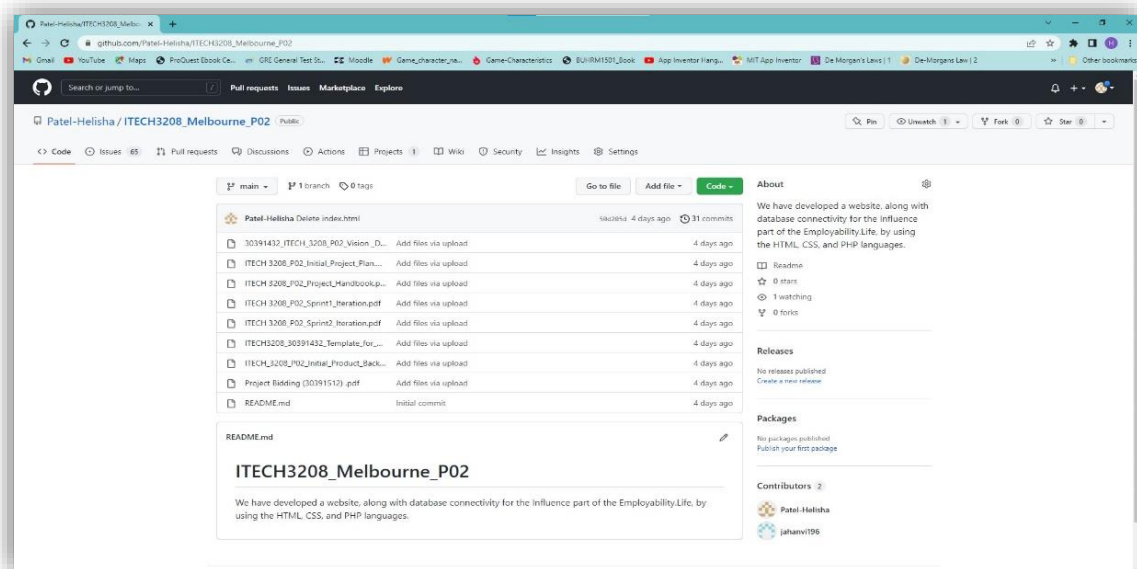 Patel-Helisha/ITECH3208_Melbo
github.com/Patel-Helisha/ITECH3208_Melbourne_P02
Gmail YouTube Maps ProQuest Ebook Ce... GRE General Test St... Moodle Game_character_na... Game-Characteristics BUHRM1501_Book App Inventor Hang... MIT App Inventor De Morgan's Laws | 1 De-Morgans Law | 2 Other bookmarks
Search or jump to... Pull requests Issues Marketplace Explore
Patel-Helisha / ITECH3208_Melbourne_P02 Public
Pin Unwatch 1 Fork 0 Star 0
Code Issues 65 Pull requests Discussions Actions Projects 1 Wiki Security Insights Settings
main 1 branch 0 tags Go to file Add file Code
Patel-Helisha Delete index.html 4 days ago 31 commits
30391432_ITECH_3208_P02_Vision _D... Add files via upload 4 days ago
ITECH 3208_P02_Initial_Project_Plan.... Add files via upload 4 days ago
ITECH 3208_P02_Project_Handbook.p... Add files via upload 4 days ago
ITECH 3208_P02_Sprint1_Iteration.pdf Add files via upload 4 days ago
ITECH 3208_P02_Sprint2_Iteration.pdf Add files via upload 4 days ago
ITECH3208_30391432_Template_for_... Add files via upload 4 days ago
ITECH_3208_P02_Initial_Product_Back... Add files via upload 4 days ago
Project Bidding (30391512) .pdf Add files via upload 4 days ago
README.md Initial commit 4 days ago
README.md
ITECH3208_Melbourne_P02
We have developed a website, along with database connectivity for the Influence part of the Employability.Life, by
using the HTML, CSS, and PHP languages.
About
We have developed a website, along with
database connectivity for the Influence
part of the Employability.Life, by using
the HTML, CSS, and PHP languages.
Readme
0 stars
1 watching
0 forks
Releases
No releases published
Create a new release
Packages
No packages published
Publish your first package
Contributors 2
Patel-Helisha
jahanvi196